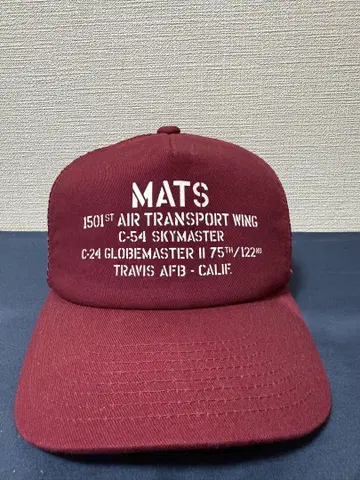 MATS
1501ST AIR TRANSPORT WING
C-54 SKYMASTER
C-24 GLOBEMASTER II 75TH/122ND
TRAVIS AFB - CALIF.